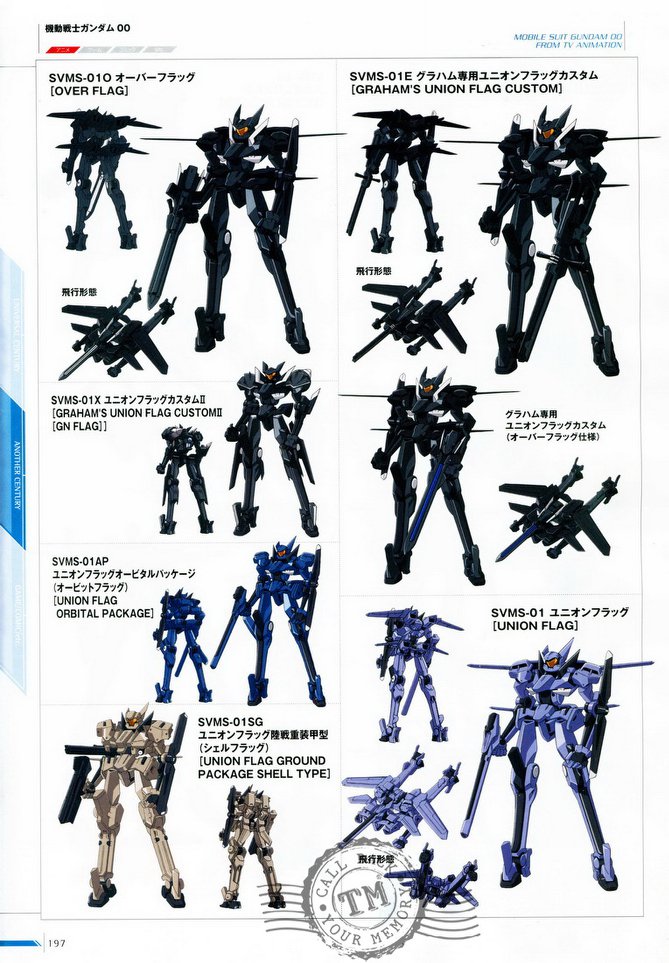 機動戦士ガンダム 00
アニメ
MOBILE SUIT GUNDAM 00
FROM TV ANIMATION
SVMS-01O オーバーフラッグ
[OVER FLAG]
飛行形態
SVMS-01E グラハム専用ユニオンフラッグカスタム
[GRAHAM'S UNION FLAG CUSTOM]
飛行形態
SVMS-01X ユニオンフラッグカスタムII
[GRAHAM'S UNION FLAG CUSTOMII
[GN FLAG]]
グラハム専用
ユニオンフラッグカスタム
(オーバーフラッグ仕様)
SVMS-01AP
ユニオンフラッグオービタルパッケージ
(オービットフラッグ)
[UNION FLAG
ORBITAL PACKAGE]
SVMS-01 ユニオンフラッグ
[UNION FLAG]
飛行形態
SVMS-01SG
ユニオンフラッグ陸戦重装甲型
(シェルフラッグ)
[UNION FLAG GROUND
PACKAGE SHELL TYPE]
UNIVERSAL CENTURY
ANOTHER CENTURY
CALL
TM
YOUR MEMORY
197